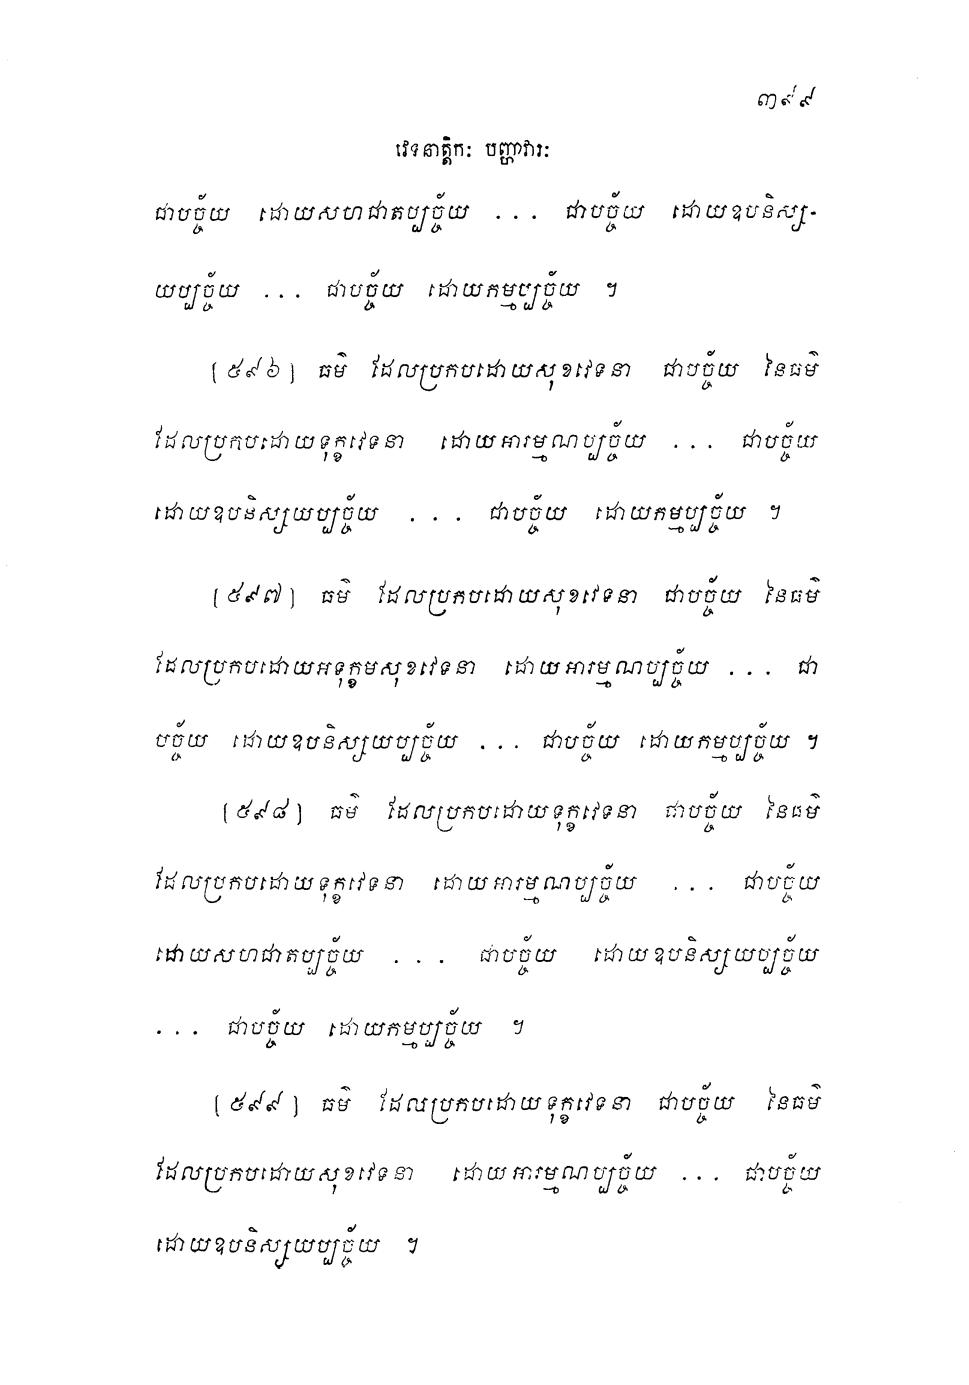 ៣៩៩
វេទនាត្តិកៈ បញ្ហាវារៈ
ជាបច្ច័យ ដោយសហជាតប្បច្ច័យ ... ជាបច្ច័យ ដោយឧបនិស្ស-
យប្បច្ច័យ ... ជាបច្ច័យ ដោយកម្មប្បច្ច័យ ។
[៥៩៦] ធម៌ ដែលប្រកបដោយសុខវេទនា ជាបច្ច័យ នៃធម៌
ដែលប្រកបដោយទុក្ខវេទនា ដោយអារម្មណប្បច្ច័យ ... ជាបច្ច័យ
ដោយឧបនិស្សយប្បច្ច័យ ... ជាបច្ច័យ ដោយកម្មប្បច្ច័យ ។
[៥៩៧] ធម៌ ដែលប្រកបដោយសុខវេទនា ជាបច្ច័យ នៃធម៌
ដែលប្រកបដោយអទុក្ខមសុខវេទនា ដោយអារម្មណប្បច្ច័យ ... ជា
បច្ច័យ ដោយឧបនិស្សយប្បច្ច័យ ... ជាបច្ច័យ ដោយកម្មប្បច្ច័យ ។
[៥៩៨] ធម៌ ដែលប្រកបដោយទុក្ខវេទនា ជាបច្ច័យ នៃធម៌
ដែលប្រកបដោយទុក្ខវេទនា ដោយអារម្មណប្បច្ច័យ ... ជាបច្ច័យ
ដោយសហជាតប្បច្ច័យ ... ជាបច្ច័យ ដោយឧបនិស្សយប្បច្ច័យ
... ជាបច្ច័យ ដោយកម្មប្បច្ច័យ ។
[៥៩៩] ធម៌ ដែលប្រកបដោយទុក្ខវេទនា ជាបច្ច័យ នៃធម៌
ដែលប្រកបដោយសុខវេទនា ដោយអារម្មណប្បច្ច័យ ... ជាបច្ច័យ
ដោយឧបនិស្សយប្បច្ច័យ ។